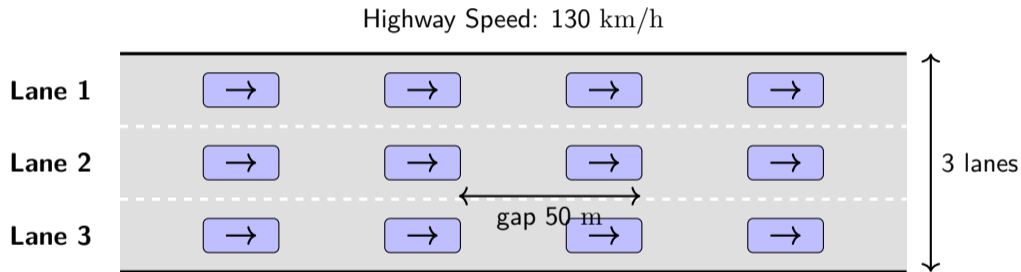 Highway Speed: 130 km/h
Lane 1
Lane 2
3 lanes
gap 50 m
Lane 3